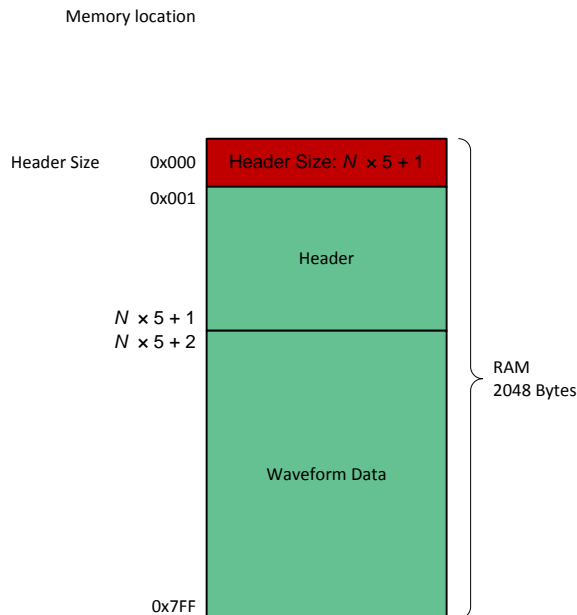 Memory location
Header Size 0x000 Header Size: N × 5 + 1
0x001
Header
N × 5 + 1
N × 5 + 2
RAM
2048 Bytes
Waveform Data
0x7FF